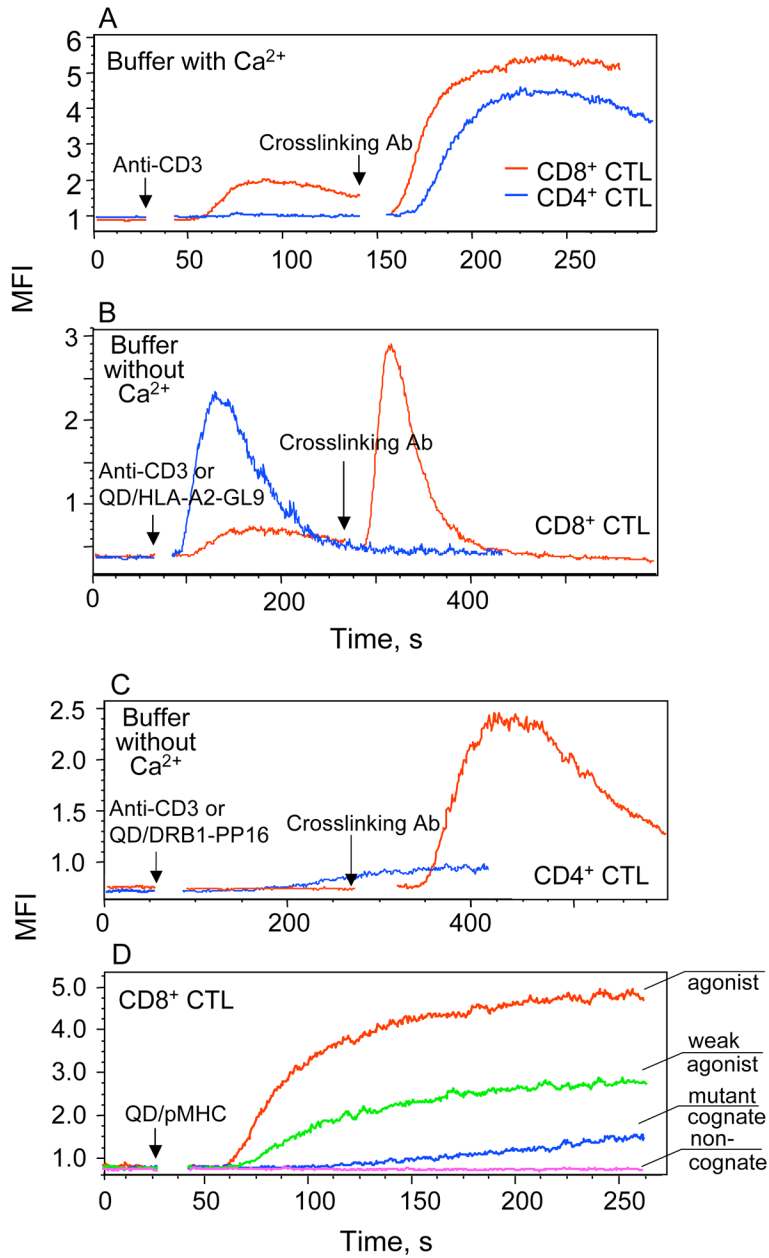 A
6
5
4
3
2
1
Buffer with Ca²⁺
Anti-CD3
Crosslinking Ab
CD8⁺ CTL
CD4⁺ CTL
0 50 100 150 200 250
MFI
B
3
2
1
Buffer
without
Ca²⁺
Anti-CD3 or
QD/HLA-A2-GL9
Crosslinking Ab
CD8⁺ CTL
0 200 400
Time, s
C
2.5
2.0
1.5
1.0
Buffer
without
Ca²⁺
Anti-CD3 or
QD/DRB1-PP16
Crosslinking Ab
CD4⁺ CTL
0 200 400
MFI
D
5.0
4.0
3.0
2.0
1.0
CD8⁺ CTL
QD/pMHC
agonist
weak
agonist
mutant
cognate
non-
cognate
0 50 100 150 200 250
Time, s